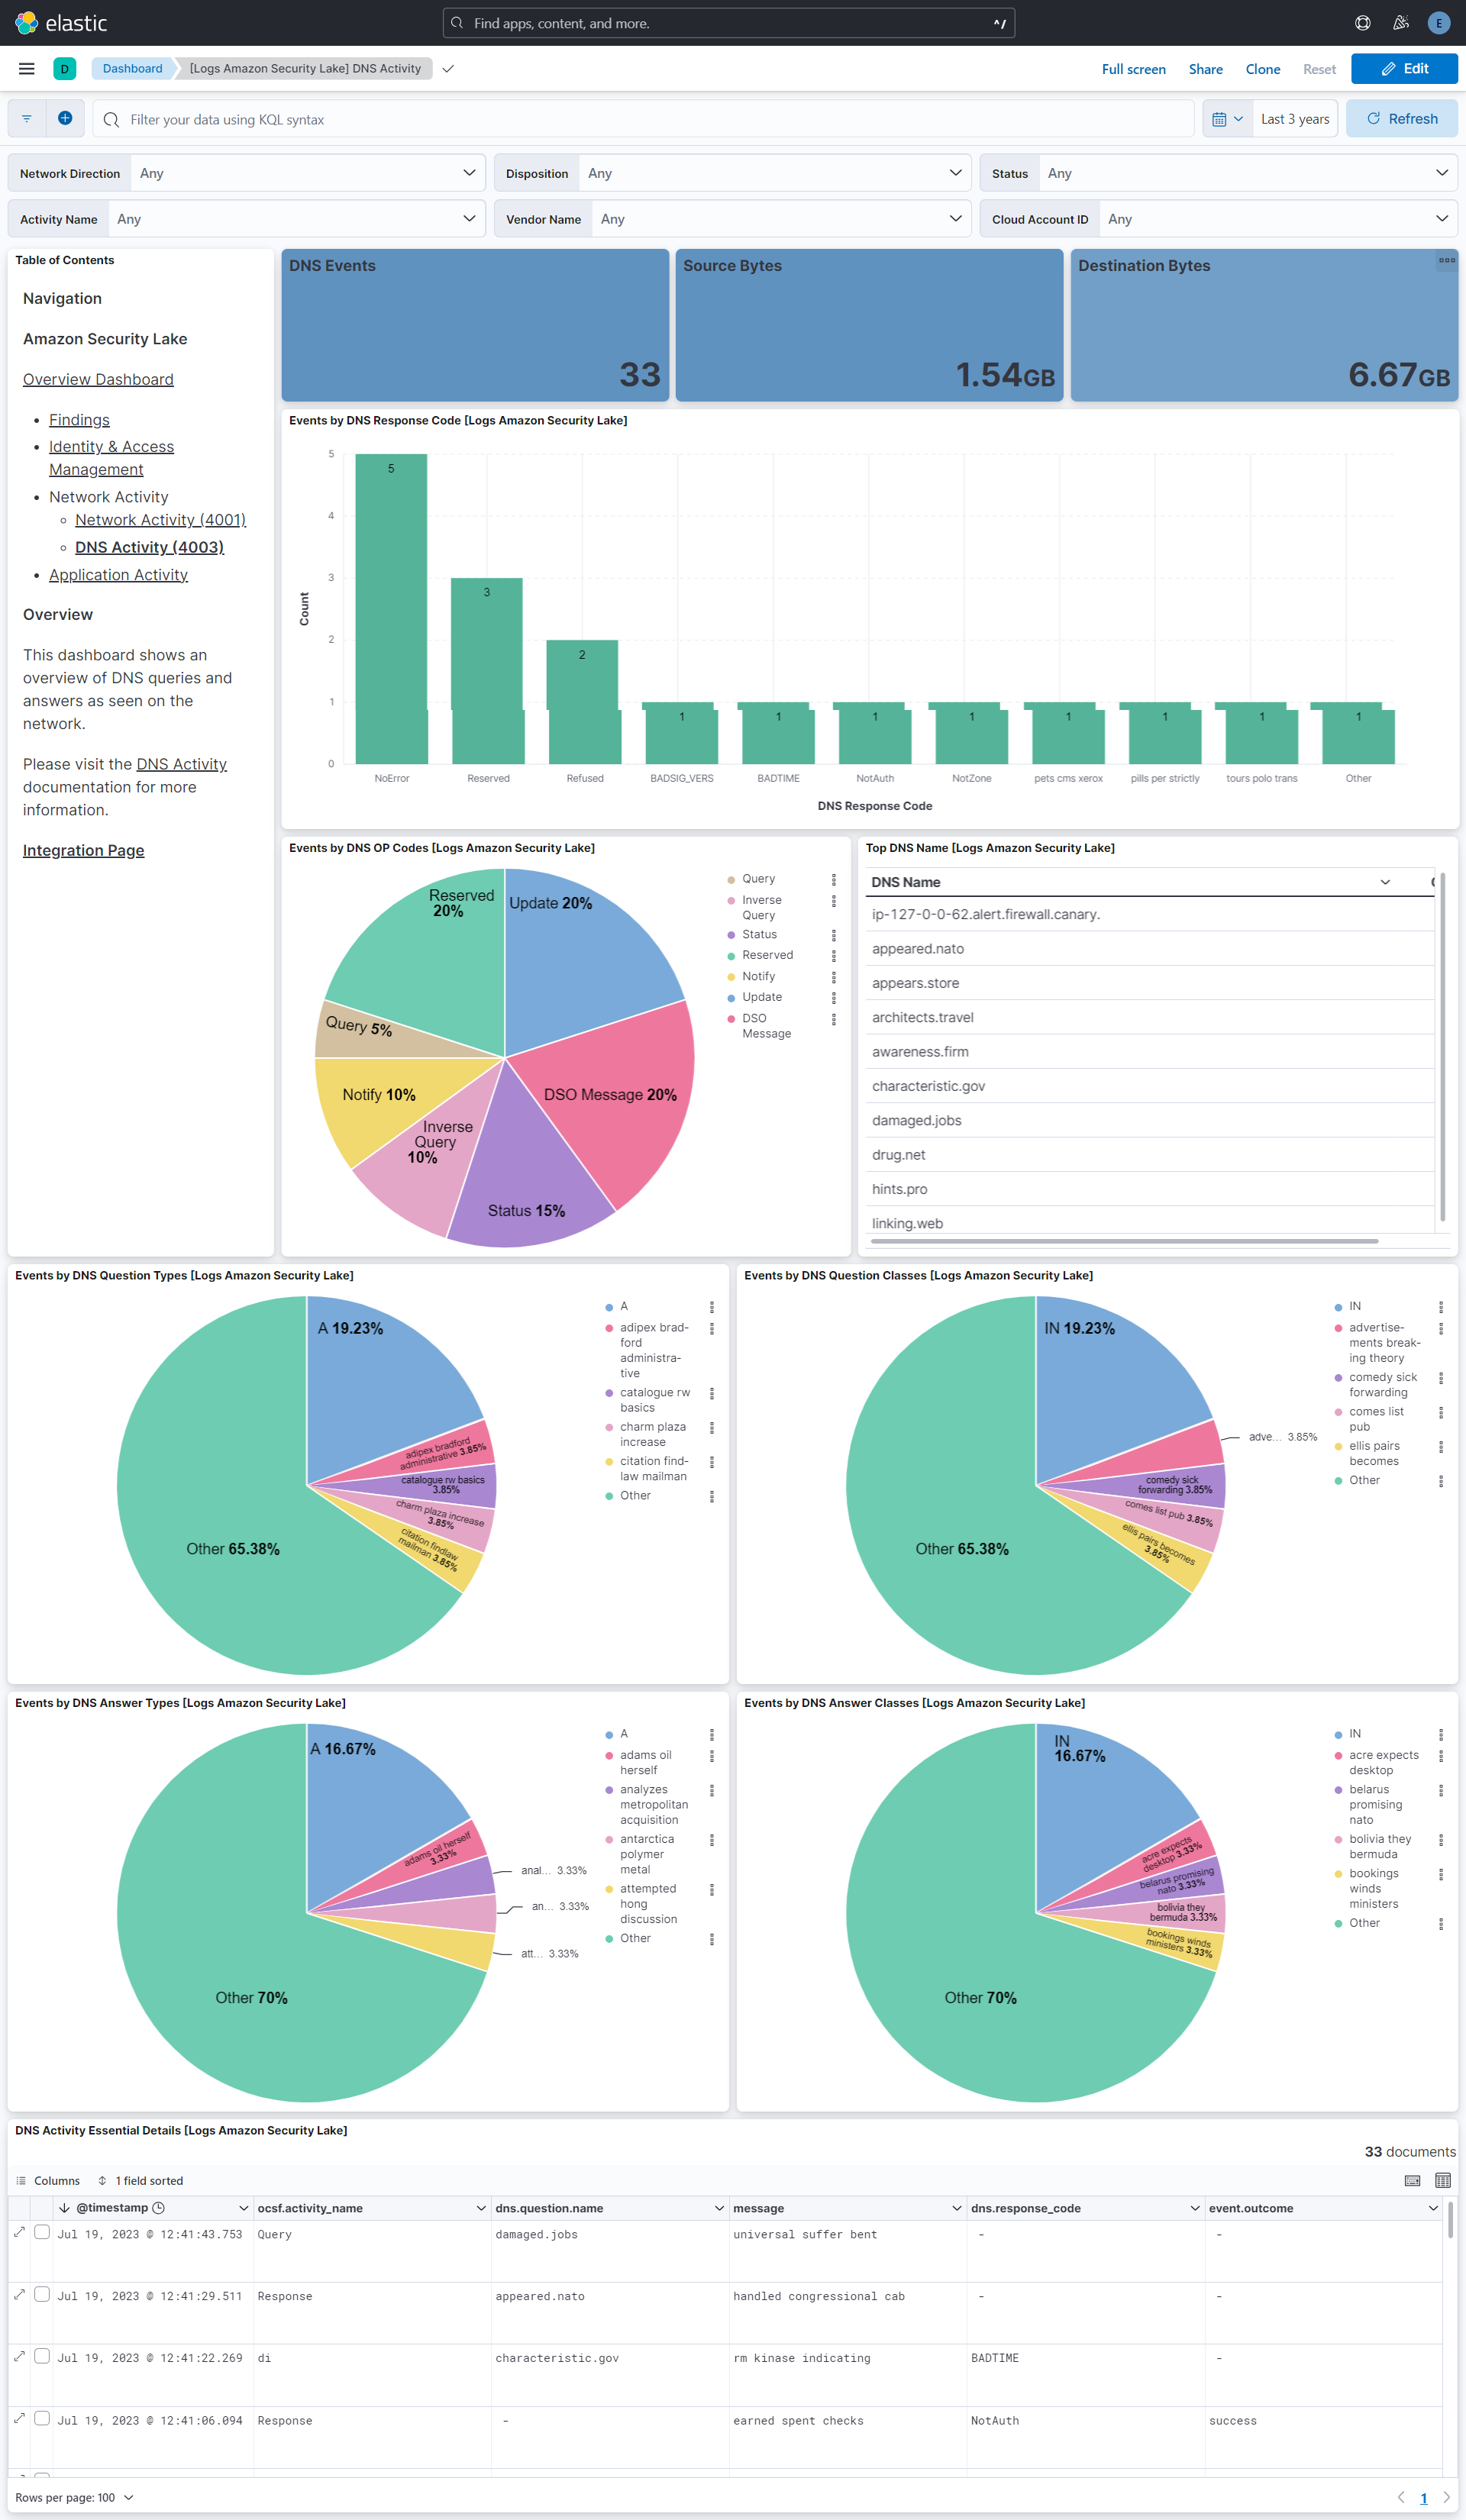 elastic
Find apps, content, and more.
^/
E
D
Dashboard
[Logs Amazon Security Lake] DNS Activity
Full screen
Share
Clone
Reset
Edit
Filter your data using KQL syntax
Last 3 years
Refresh
Network Direction Any
Disposition Any
Status Any
Activity Name Any
Vendor Name Any
Cloud Account ID Any
Table of Contents
Navigation
Amazon Security Lake
Overview Dashboard
Findings
Identity & Access
Management
Network Activity
Network Activity (4001)
DNS Activity (4003)
Application Activity
Overview
This dashboard shows an
overview of DNS queries and
answers as seen on the
network.
Please visit the DNS Activity
documentation for more
information.
Integration Page
DNS Events
33
Source Bytes
1.54GB
Destination Bytes
6.67GB
Events by DNS Response Code [Logs Amazon Security Lake]
Count
5
4
3
2
1
0
5
3
2
1
1
1
1
1
1
1
1
NoError
Reserved
Refused
BADSIG_VERS
BADTIME
NotAuth
NotZone
pets cms xerox
pills per strictly
tours polo trans
Other
DNS Response Code
Events by DNS OP Codes [Logs Amazon Security Lake]
Reserved
20%
Update 20%
Query 5%
DSO Message 20%
Notify 10%
Inverse
Query
10%
Status 15%
Query
Inverse
Query
Status
Reserved
Notify
Update
DSO
Message
Top DNS Name [Logs Amazon Security Lake]
DNS Name
ip-127-0-0-62.alert.firewall.canary.
appeared.nato
appears.store
architects.travel
awareness.firm
characteristic.gov
damaged.jobs
drug.net
hints.pro
linking.web
Events by DNS Question Types [Logs Amazon Security Lake]
A 19.23%
adipex bradford
administrative 3.85%
catalogue rw basics
3.85%
charm plaza increase
3.85%
citation findlaw
mailman 3.85%
Other 65.38%
A
adipex brad-
ford
administra-
tive
catalogue rw
basics
charm plaza
increase
citation find-
law mailman
Other
Events by DNS Question Classes [Logs Amazon Security Lake]
IN 19.23%
adve... 3.85%
comedy sick
forwarding 3.85%
comes list pub 3.85%
ellis pairs becomes
3.85%
Other 65.38%
IN
advertise-
ments break-
ing theory
comedy sick
forwarding
comes list
pub
ellis pairs
becomes
Other
Events by DNS Answer Types [Logs Amazon Security Lake]
A 16.67%
adams oil herself
3.33%
anal... 3.33%
an... 3.33%
att... 3.33%
Other 70%
A
adams oil
herself
analyzes
metropolitan
acquisition
antarctica
polymer
metal
attempted
hong
discussion
Other
Events by DNS Answer Classes [Logs Amazon Security Lake]
IN
16.67%
acre expects
desktop 3.33%
belarus promising
nato 3.33%
bolivia they
bermuda 3.33%
bookings winds
ministers 3.33%
Other 70%
IN
acre expects
desktop
belarus
promising
nato
bolivia they
bermuda
bookings
winds
ministers
Other
DNS Activity Essential Details [Logs Amazon Security Lake]
33 documents
Columns
1 field sorted
@timestamp ocsf.activity_name dns.question.name message dns.response_code event.outcome
Jul 19, 2023 @ 12:41:43.753 Query damaged.jobs universal suffer bent - -
Jul 19, 2023 @ 12:41:29.511 Response appeared.nato handled congressional cab - -
Jul 19, 2023 @ 12:41:22.269 di characteristic.gov rm kinase indicating BADTIME -
Jul 19, 2023 @ 12:41:06.094 Response - earned spent checks NotAuth success
Rows per page: 100
1